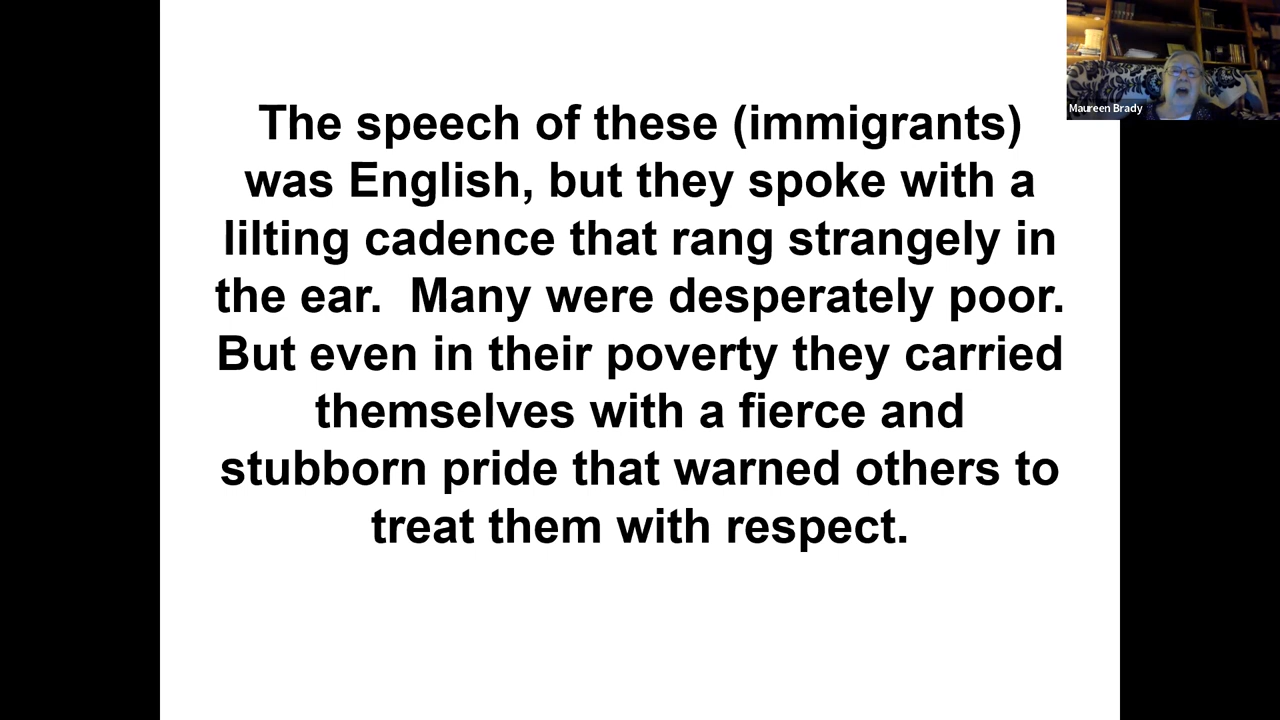 The speech of these (immigrants)
was English, but they spoke with a
lilting cadence that rang strangely in
the ear.  Many were desperately poor.
But even in their poverty they carried
themselves with a fierce and
stubborn pride that warned others to
treat them with respect.
Maureen Brady